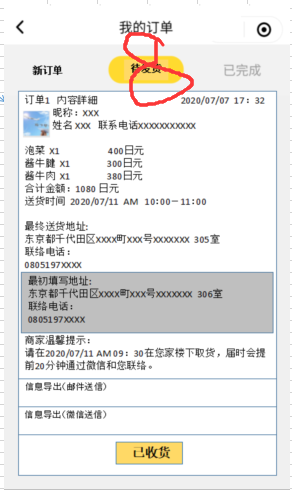 我的订单
新订单
待发货
已完成
订单1 内容詳細 2020/07/07 17：32
昵称：XXX
姓名 XXX 联系电话XXXXXXXXXXX
泡菜 X1 400日元
酱牛腱 X1 300日元
酱牛肉 X1 380日元
合计金额：1080 日元
送货时间 2020/07/11 AM 10:00－11:00
最终送货地址:
东京都千代田区XXXX町XXX号XXXXXXX 305室
联络电话：
0805197XXXX
最初填写地址:
东京都千代田区XXXX町XXX号XXXXXXX 306室
联络电话：
0805197XXXX
商家温馨提示：
请在2020/07/11 AM 09：30在您家楼下取货，届时会提
前20分钟通过微信和您联络。
信息导出(邮件送信)
信息导出(微信送信)
已收货